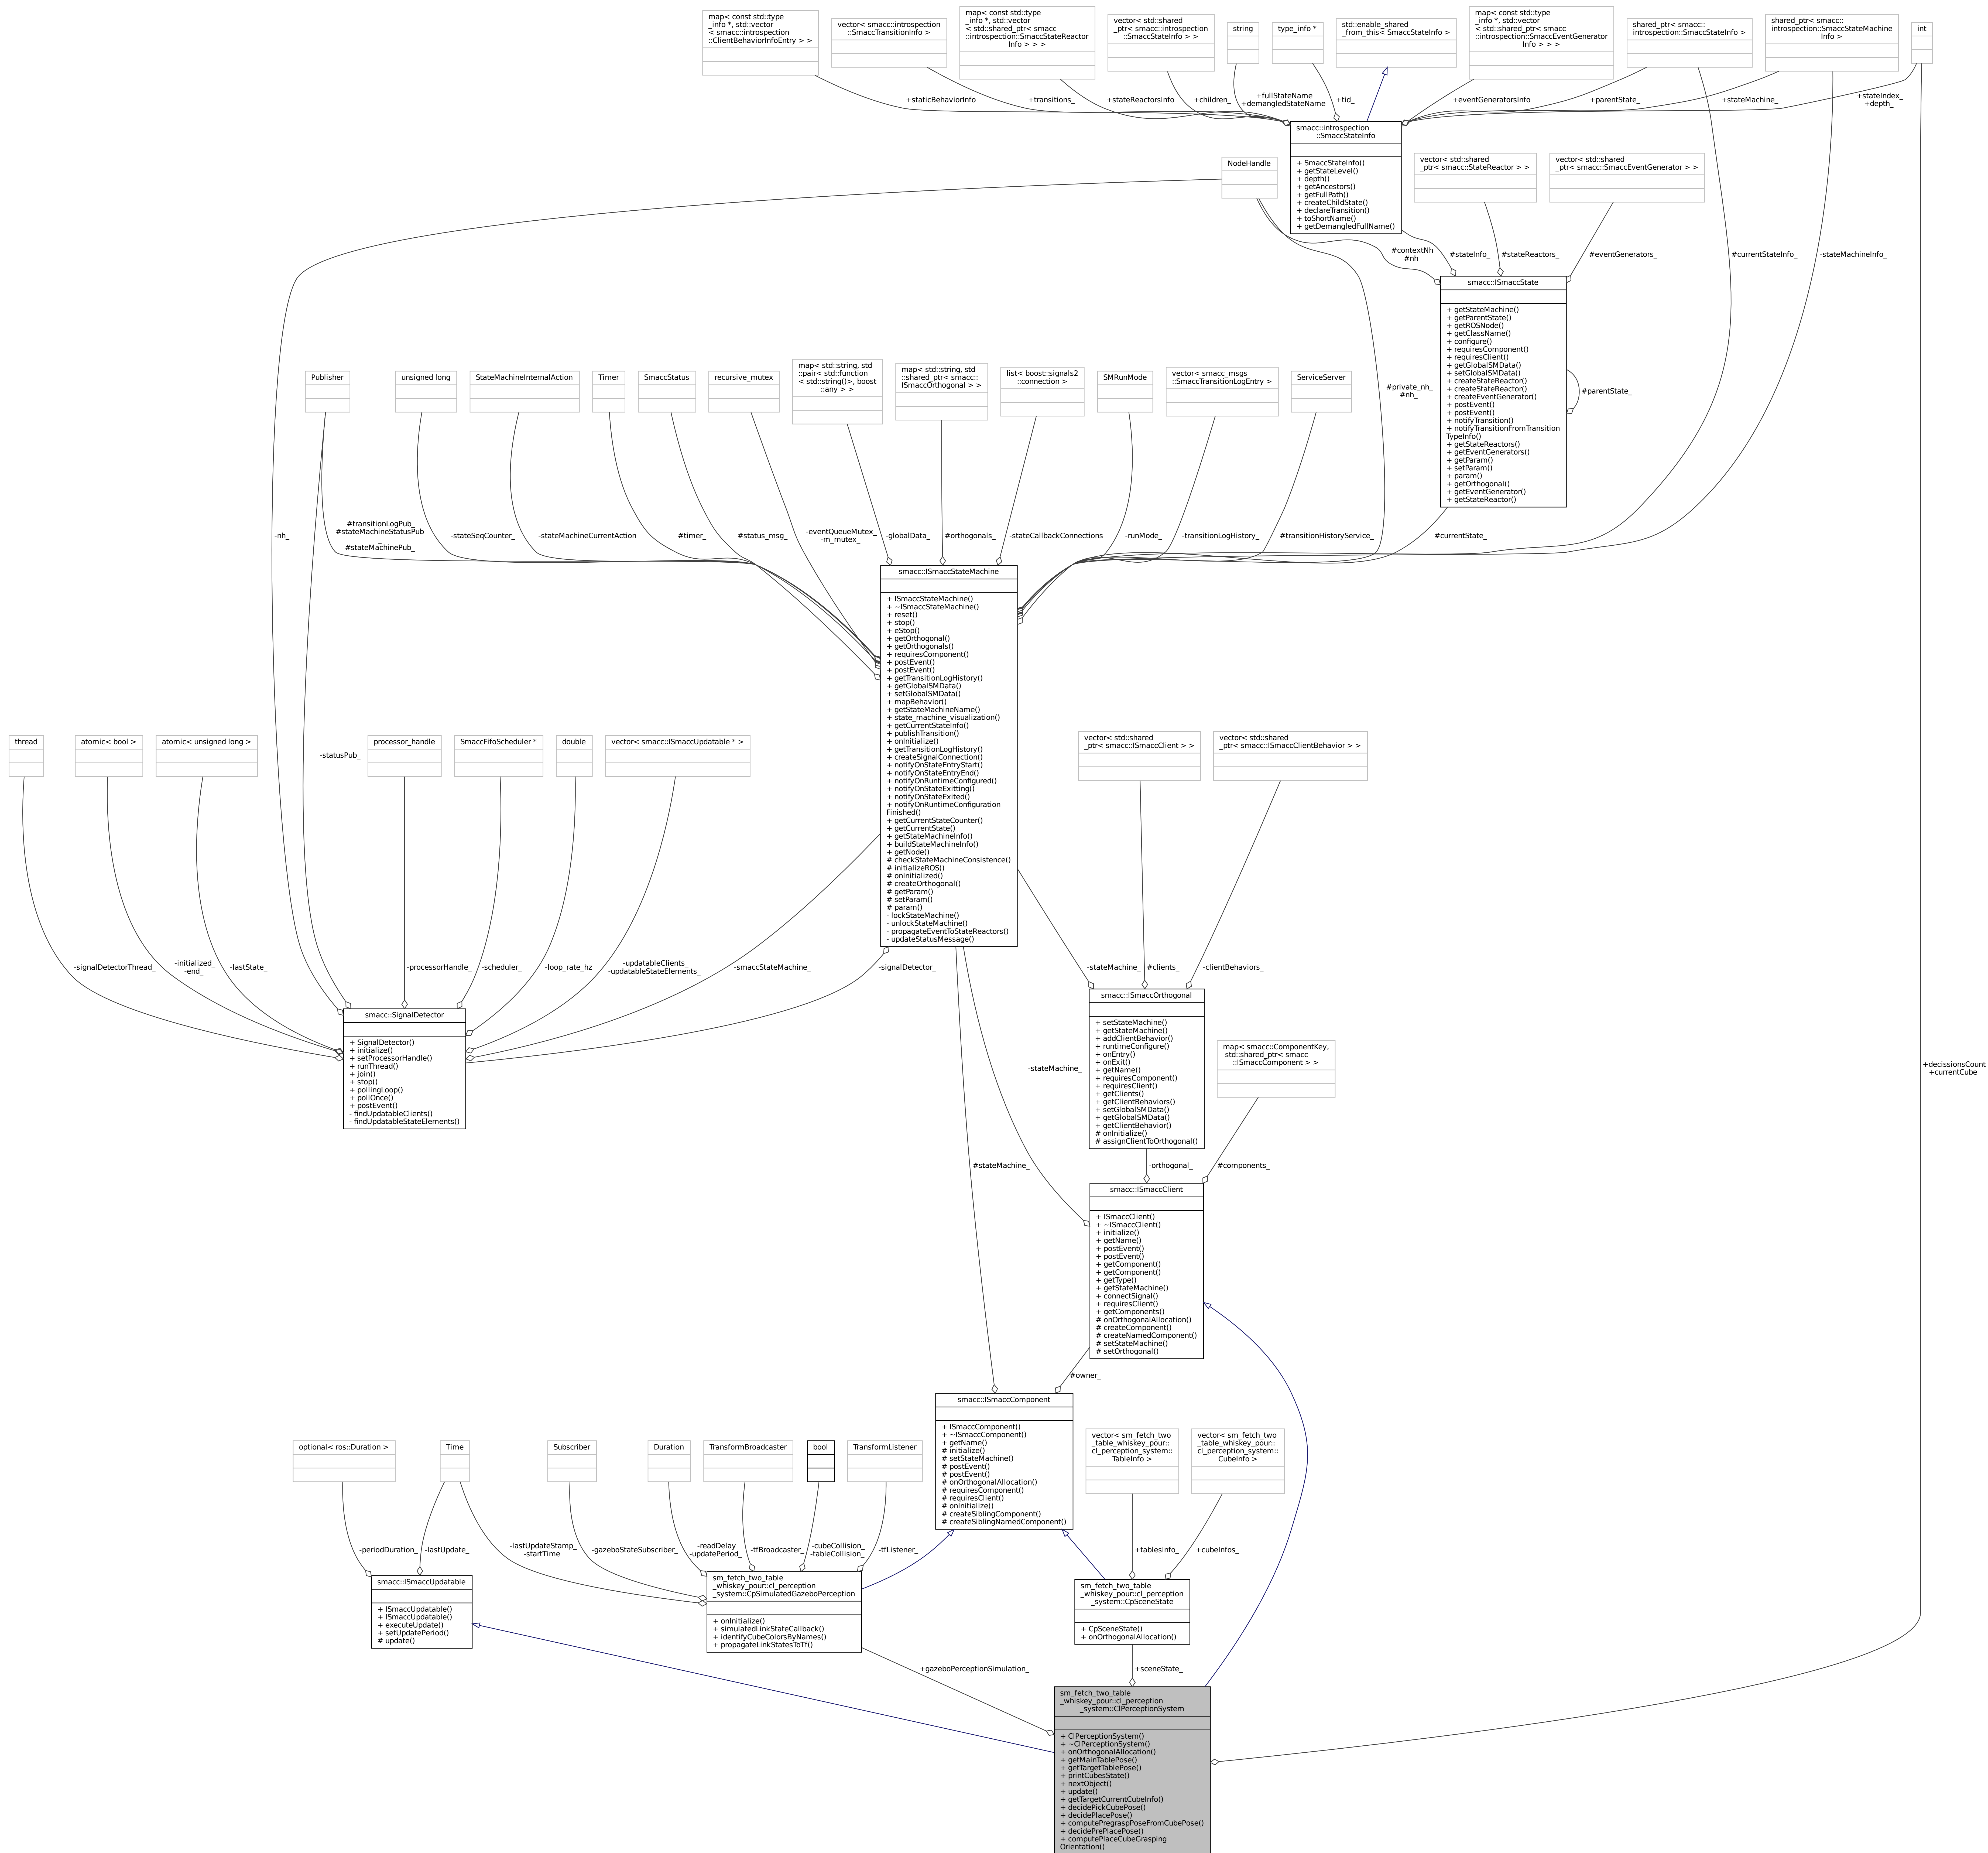 map< const std::type
_info *, std::vector
< smacc::introspection
::ClientBehaviorInfoEntry > >
vector< smacc::introspection
::SmaccTransitionInfo >
map< const std::type
_info *, std::vector
< std::shared_ptr< smacc
::introspection::SmaccStateReactor
Info > > >
vector< std::shared
_ptr< smacc::introspection
::SmaccStateInfo > >
string
type_info *
std::enable_shared
_from_this< SmaccStateInfo >
map< const std::type
_info *, std::vector
< std::shared_ptr< smacc
::introspection::SmaccEventGenerator
Info > > >
shared_ptr< smacc::
introspection::SmaccStateInfo >
shared_ptr< smacc::
introspection::SmaccStateMachine
Info >
int
+staticBehaviorInfo
+transitions_
+stateReactorsInfo
+children_
+fullStateName
+demangledStateName
+tid_
+eventGeneratorsInfo
+parentState_
+stateMachine_
+stateIndex_
+depth_
smacc::introspection
::SmaccStateInfo
+ SmaccStateInfo()
+ getStateLevel()
+ depth()
+ getAncestors()
+ getFullPath()
+ createChildState()
+ declareTransition()
+ toShortName()
+ getDemangledFullName()
NodeHandle
vector< std::shared
_ptr< smacc::StateReactor > >
vector< std::shared
_ptr< smacc::SmaccEventGenerator > >
#contextNh
#nh
#stateInfo_
#stateReactors_
#eventGenerators_
#currentStateInfo_
-stateMachineInfo_
smacc::ISmaccState
+ getStateMachine()
+ getParentState()
+ getROSNode()
+ getClassName()
+ configure()
+ requiresComponent()
+ requiresClient()
+ getGlobalSMData()
+ setGlobalSMData()
+ createStateReactor()
+ createStateReactor()
+ createEventGenerator()
+ postEvent()
+ postEvent()
+ notifyTransition()
+ notifyTransitionFromTransition
TypeInfo()
+ getStateReactors()
+ getEventGenerators()
+ getParam()
+ setParam()
+ param()
+ getOrthogonal()
+ getEventGenerator()
+ getStateReactor()
#parentState_
Publisher
unsigned long
StateMachineInternalAction
Timer
SmaccStatus
recursive_mutex
map< std::string, std
::pair< std::function
< std::string()>, boost
::any > >
map< std::string, std
::shared_ptr< smacc::
ISmaccOrthogonal > >
list< boost::signals2
::connection >
SMRunMode
vector< smacc_msgs
::SmaccTransitionLogEntry >
ServiceServer
#private_nh_
#nh_
-nh_
#transitionLogPub_
#stateMachineStatusPub
_
#stateMachinePub_
-stateSeqCounter_
-stateMachineCurrentAction
#timer_
#status_msg_
-eventQueueMutex_
-m_mutex_
-globalData_
#orthogonals_
-stateCallbackConnections
-runMode_
-transitionLogHistory_
#transitionHistoryService_
#currentState_
smacc::ISmaccStateMachine
+ ISmaccStateMachine()
+ ~ISmaccStateMachine()
+ reset()
+ stop()
+ eStop()
+ getOrthogonal()
+ getOrthogonals()
+ requiresComponent()
+ postEvent()
+ postEvent()
+ getTransitionLogHistory()
+ getGlobalSMData()
+ setGlobalSMData()
+ mapBehavior()
+ getStateMachineName()
+ state_machine_visualization()
+ getCurrentStateInfo()
+ publishTransition()
+ onInitialize()
+ getTransitionLogHistory()
+ createSignalConnection()
+ notifyOnStateEntryStart()
+ notifyOnStateEntryEnd()
+ notifyOnRuntimeConfigured()
+ notifyOnStateExitting()
+ notifyOnStateExited()
+ notifyOnRuntimeConfiguration
Finished()
+ getCurrentStateCounter()
+ getCurrentState()
+ getStateMachineInfo()
+ buildStateMachineInfo()
+ getNode()
# checkStateMachineConsistence()
# initializeROS()
# onInitialized()
# createOrthogonal()
# getParam()
# setParam()
# param()
- lockStateMachine()
- unlockStateMachine()
- propagateEventToStateReactors()
- updateStatusMessage()
thread
atomic< bool >
atomic< unsigned long >
-statusPub_
processor_handle
SmaccFifoScheduler *
double
vector< smacc::ISmaccUpdatable * >
vector< std::shared
_ptr< smacc::ISmaccClient > >
vector< std::shared
_ptr< smacc::ISmaccClientBehavior > >
-signalDetectorThread_
-initialized_
-end_
-lastState_
-processorHandle_
-scheduler_
-loop_rate_hz
-updatableClients_
-updatableStateElements_
-smaccStateMachine_
-signalDetector_
-stateMachine_
#clients_
-clientBehaviors_
smacc::SignalDetector
+ SignalDetector()
+ initialize()
+ setProcessorHandle()
+ runThread()
+ join()
+ stop()
+ pollingLoop()
+ pollOnce()
+ postEvent()
- findUpdatableClients()
- findUpdatableStateElements()
smacc::ISmaccOrthogonal
+ setStateMachine()
+ getStateMachine()
+ addClientBehavior()
+ runtimeConfigure()
+ onEntry()
+ onExit()
+ getName()
+ requiresComponent()
+ requiresClient()
+ getClients()
+ getClientBehaviors()
+ setGlobalSMData()
+ getGlobalSMData()
+ getClientBehavior()
# onInitialize()
# assignClientToOrthogonal()
map< smacc::ComponentKey,
std::shared_ptr< smacc
::ISmaccComponent > >
-stateMachine_
+decissionsCount
+currentCube
#stateMachine_
-orthogonal_
#components_
smacc::ISmaccClient
+ ISmaccClient()
+ ~ISmaccClient()
+ initialize()
+ getName()
+ postEvent()
+ postEvent()
+ getComponent()
+ getComponent()
+ getType()
+ getStateMachine()
+ connectSignal()
+ requiresClient()
+ getComponents()
# onOrthogonalAllocation()
# createComponent()
# createNamedComponent()
# setStateMachine()
# setOrthogonal()
#owner_
smacc::ISmaccComponent
+ ISmaccComponent()
+ ~ISmaccComponent()
+ getName()
# initialize()
# setStateMachine()
# postEvent()
# postEvent()
# onOrthogonalAllocation()
# requiresComponent()
# requiresClient()
# onInitialize()
# createSiblingComponent()
# createSiblingNamedComponent()
optional< ros::Duration >
Time
Subscriber
Duration
TransformBroadcaster
bool
TransformListener
vector< sm_fetch_two
_table_whiskey_pour::
cl_perception_system::
TableInfo >
vector< sm_fetch_two
_table_whiskey_pour::
cl_perception_system::
CubeInfo >
-periodDuration_
-lastUpdate_
-lastUpdateStamp_
-startTime
-gazeboStateSubscriber_
-readDelay
-updatePeriod_
-tfBroadcaster_
-cubeCollision_
-tableCollision_
-tfListener_
+tablesInfo_
+cubeInfos_
smacc::ISmaccUpdatable
+ ISmaccUpdatable()
+ ISmaccUpdatable()
+ executeUpdate()
+ setUpdatePeriod()
# update()
sm_fetch_two_table
_whiskey_pour::cl_perception
_system::CpSimulatedGazeboPerception
+ onInitialize()
+ simulatedLinkStateCallback()
+ identifyCubeColorsByNames()
+ propagateLinkStatesToTf()
sm_fetch_two_table
_whiskey_pour::cl_perception
_system::CpSceneState
+ CpSceneState()
+ onOrthogonalAllocation()
+gazeboPerceptionSimulation_
+sceneState_
sm_fetch_two_table
_whiskey_pour::cl_perception
_system::ClPerceptionSystem
+ ClPerceptionSystem()
+ ~ClPerceptionSystem()
+ onOrthogonalAllocation()
+ getMainTablePose()
+ getTargetTablePose()
+ printCubesState()
+ nextObject()
+ update()
+ getTargetCurrentCubeInfo()
+ decidePickCubePose()
+ decidePlacePose()
+ computePregraspPoseFromCubePose()
+ decidePrePlacePose()
+ computePlaceCubeGrasping
Orientation()